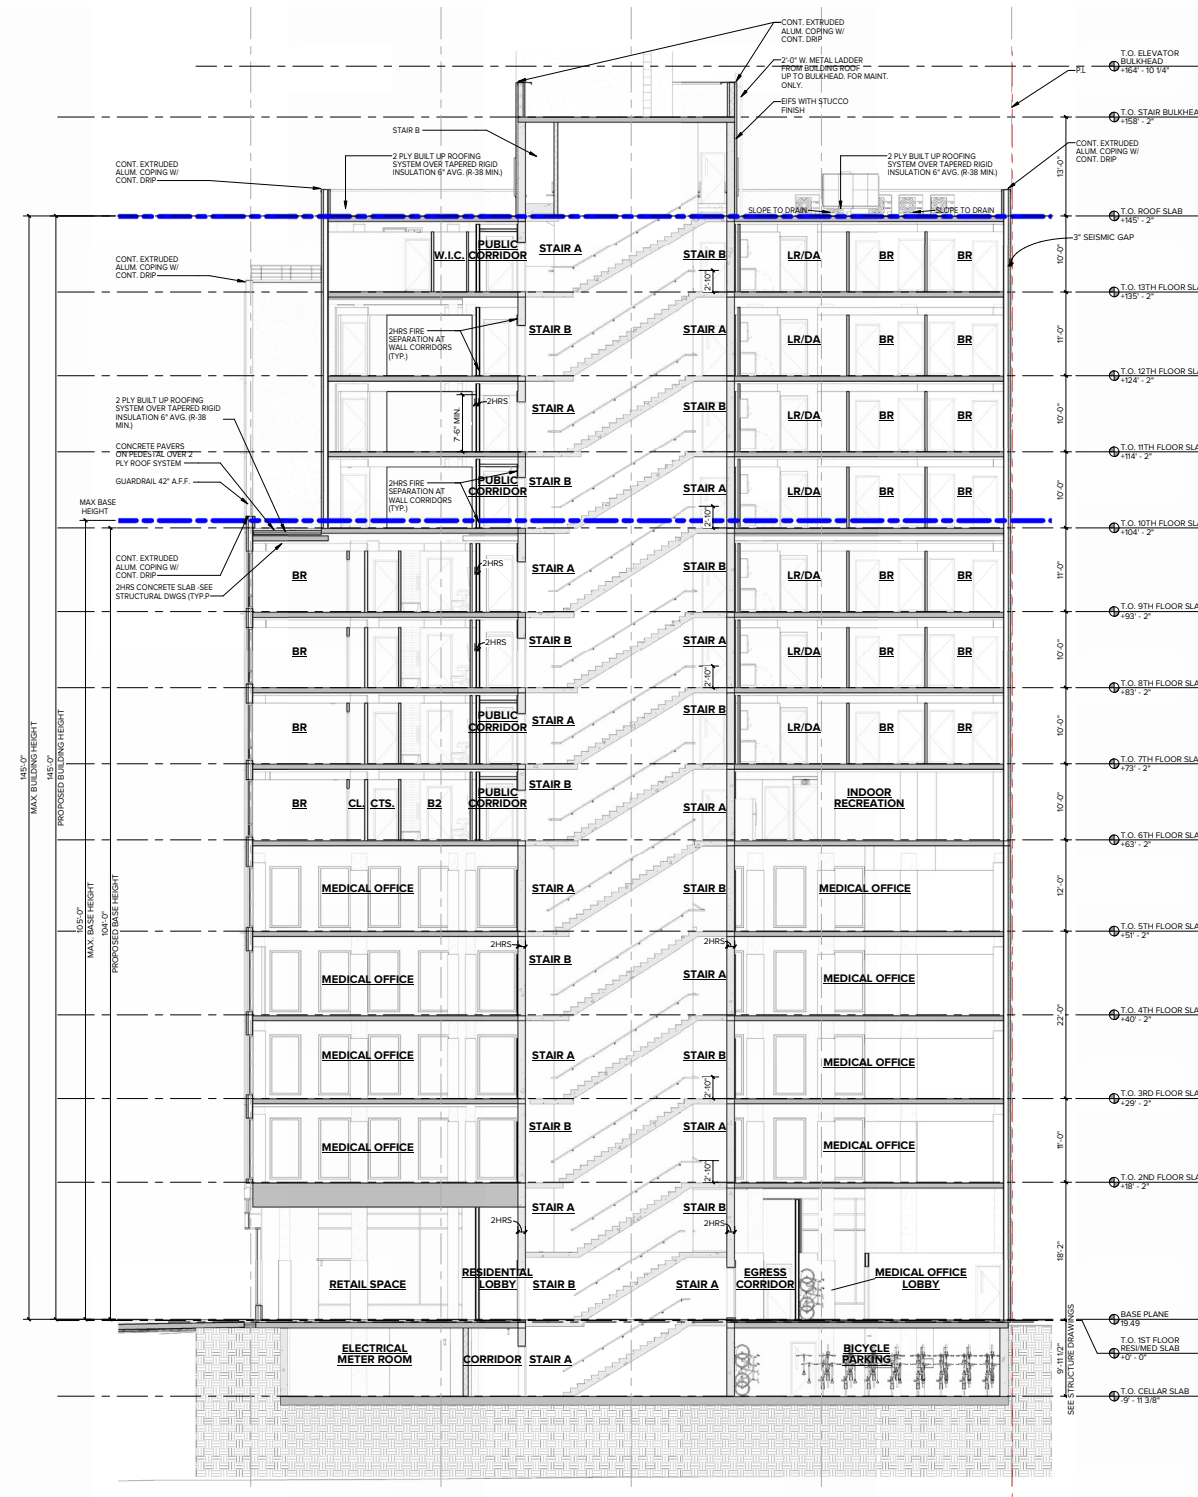 CONT. EXTRUDED
ALUM. COPING W/
CONT. DRIP
2'-0" W. METAL LADDER
FROM BUILDING ROOF
UP TO BULKHEAD. FOR MAINT.
ONLY.
EIFS WITH STUCCO
FINISH
P.L
T.O. ELEVATOR
BULKHEAD
+164' - 10 1/4"
T.O. STAIR BULKHEA
+158' - 2"
STAIR B
CONT. EXTRUDED
ALUM. COPING W/
CONT. DRIP
2 PLY BUILT UP ROOFING
SYSTEM OVER TAPERED RIGID
INSULATION 6" AVG. (R-38 MIN.)
2 PLY BUILT UP ROOFING
SYSTEM OVER TAPERED RIGID
INSULATION 6" AVG. (R-38 MIN.)
CONT. EXTRUDED
ALUM. COPING W/
CONT. DRIP
13'-0"
SLOPE TO DRAIN
SLOPE TO DRAIN
T.O. ROOF SLAB
+145' - 2"
3" SEISMIC GAP
CONT. EXTRUDED
ALUM. COPING W/
CONT. DRIP
W.I.C.
PUBLIC
CORRIDOR
STAIR A
STAIR B
LR/DA
BR
BR
10'-0"
2'-10"
T.O. 13TH FLOOR SLA
+135' - 2"
2HRS FIRE
SEPARATION AT
WALL CORRIDORS
(TYP.)
STAIR B
STAIR A
LR/DA
BR
BR
11'-0"
T.O. 12TH FLOOR SLA
+124' - 2"
2 PLY BUILT UP ROOFING
SYSTEM OVER TAPERED RIGID
INSULATION 6" AVG. (R-38
MIN.)
7'-6" MIN.
2HRS
STAIR A
STAIR B
LR/DA
BR
BR
10'-0"
T.O. 11TH FLOOR SLA
+114' - 2"
CONCRETE PAVERS
ON PEDESTAL OVER 2
PLY ROOF SYSTEM
GUARDRAIL 42" A.F.F.
MAX BASE
HEIGHT
2HRS FIRE
SEPARATION AT
WALL CORRIDORS
(TYP.)
PUBLIC
CORRIDOR
STAIR B
STAIR A
LR/DA
BR
BR
10'-0"
2'-10"
T.O. 10TH FLOOR SLA
+104' - 2"
CONT. EXTRUDED
ALUM. COPING W/
CONT. DRIP
2HRS CONCRETE SLAB -SEE
STRUCTURAL DWGS (TYP.P
BR
2HRS
STAIR A
STAIR B
LR/DA
BR
BR
11'-0"
T.O. 9TH FLOOR SLA
+93' - 2"
BR
2HRS
STAIR B
STAIR A
LR/DA
BR
BR
10'-0"
2'-10"
T.O. 8TH FLOOR SLA
+83' - 2"
BR
PUBLIC
CORRIDOR
STAIR A
STAIR B
LR/DA
BR
BR
10'-0"
T.O. 7TH FLOOR SLA
+73' - 2"
BR
CL.
CTS.
B2
PUBLIC
CORRIDOR
STAIR B
STAIR A
INDOOR
RECREATION
10'-0"
T.O. 6TH FLOOR SLA
+63' - 2"
145'-0"
MAX. BUILDING HEIGHT
145'-0"
PROPOSED BUILDING HEIGHT
105'-0"
MAX. BASE HEIGHT
104'-0"
PROPOSED BASE HEIGHT
MEDICAL OFFICE
STAIR A
STAIR B
MEDICAL OFFICE
12'-0"
T.O. 5TH FLOOR SLA
+51' - 2"
2HRS
2HRS
MEDICAL OFFICE
STAIR B
STAIR A
MEDICAL OFFICE
T.O. 4TH FLOOR SLA
+40' - 2"
22'-0"
MEDICAL OFFICE
STAIR A
STAIR B
MEDICAL OFFICE
2'-10"
T.O. 3RD FLOOR SLA
+29' - 2"
MEDICAL OFFICE
STAIR B
STAIR A
MEDICAL OFFICE
11'-0"
2'-10"
T.O. 2ND FLOOR SLA
+18' - 2"
STAIR A
STAIR B
2HRS
2HRS
18'-2"
RETAIL SPACE
RESIDENTIAL
LOBBY
STAIR B
STAIR A
EGRESS
CORRIDOR
MEDICAL OFFICE
LOBBY
BASE PLANE
19.49
T.O. 1ST FLOOR
RESI/MED SLAB
+0' - 0"
ELECTRICAL
METER ROOM
CORRIDOR
STAIR A
BICYCLE
PARKING
9'-11 1/2"
SEE STRUCTURE DRAWINGS
T.O. CELLAR SLAB
-9' - 11 3/8"